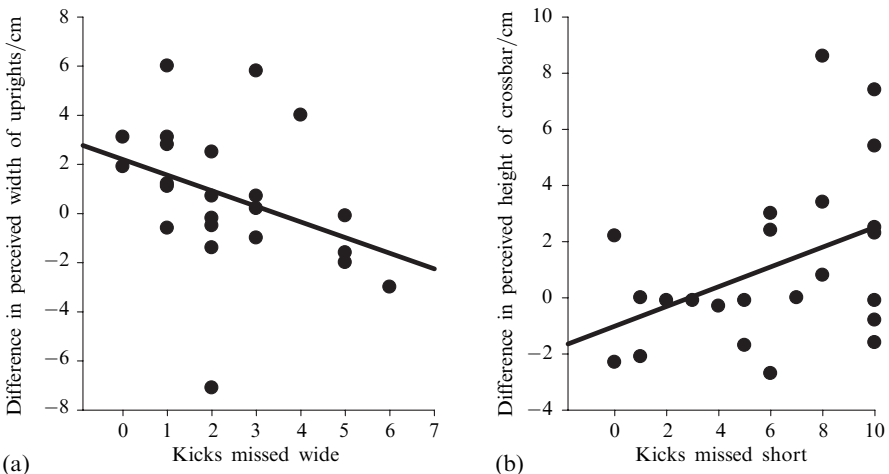 Difference in perceived width of uprights/cm
8
6
4
2
0
−2
−4
−6
−8
0 1 2 3 4 5 6 7
Kicks missed wide
(a)
Difference in perceived height of crossbar/cm
10
8
6
4
2
0
−2
−4
0 2 4 6 8 10
Kicks missed short
(b)